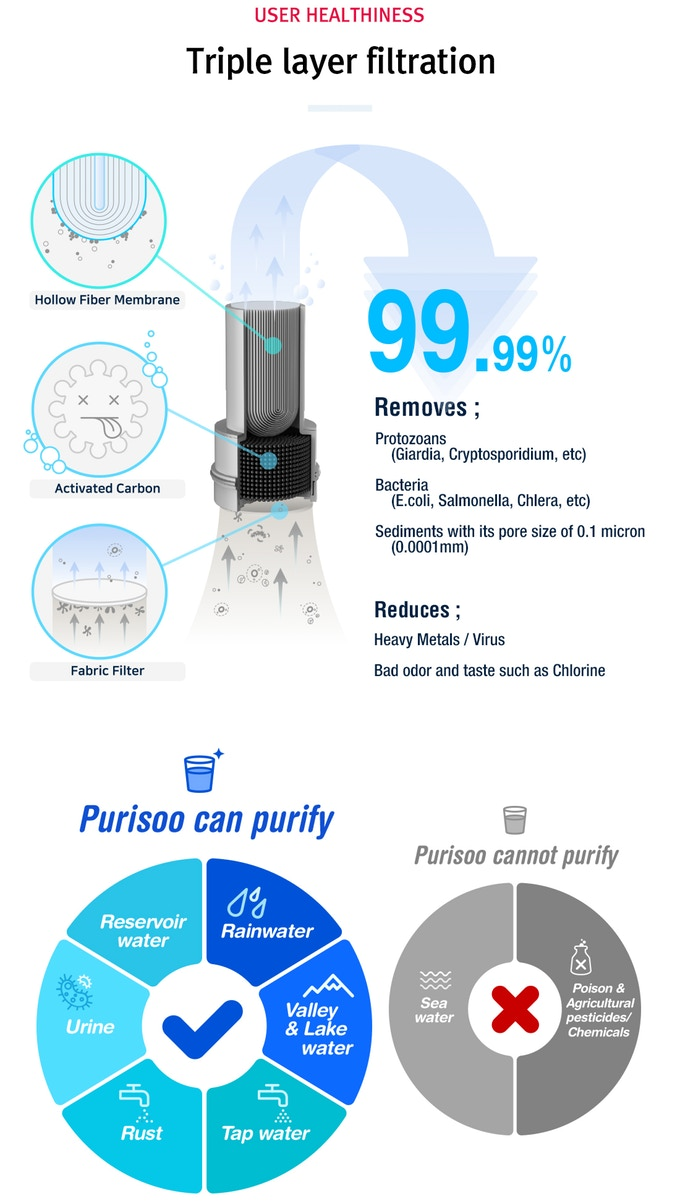 USER HEALTHINESS
Triple layer filtration
Hollow Fiber Membrane
Activated Carbon
Fabric Filter
99.99%
Removes ;
Protozoans
(Giardia, Cryptosporidium, etc)
Bacteria
(E.coli, Salmonella, Chlera, etc)
Sediments with its pore size of 0.1 micron
(0.0001mm)
Reduces ;
Heavy Metals / Virus
Bad odor and taste such as Chlorine
Purisoo can purify
Reservoir
water
Rainwater
Urine
Valley
& Lake
water
Rust
Tap water
Purisoo cannot purify
Sea
water
Poison &
Agricultural
pesticides/
Chemicals